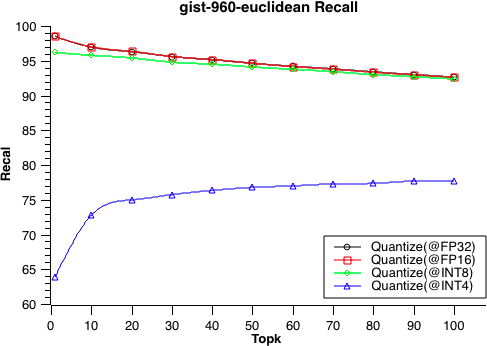 gist-960-euclidean Recall
100
95
90
85
80
75
70
65
60
Recal
0 10 20 30 40 50 60 70 80 90 100
Topk
Quantize(@FP32)
Quantize(@FP16)
Quantize(@INT8)
Quantize(@INT4)